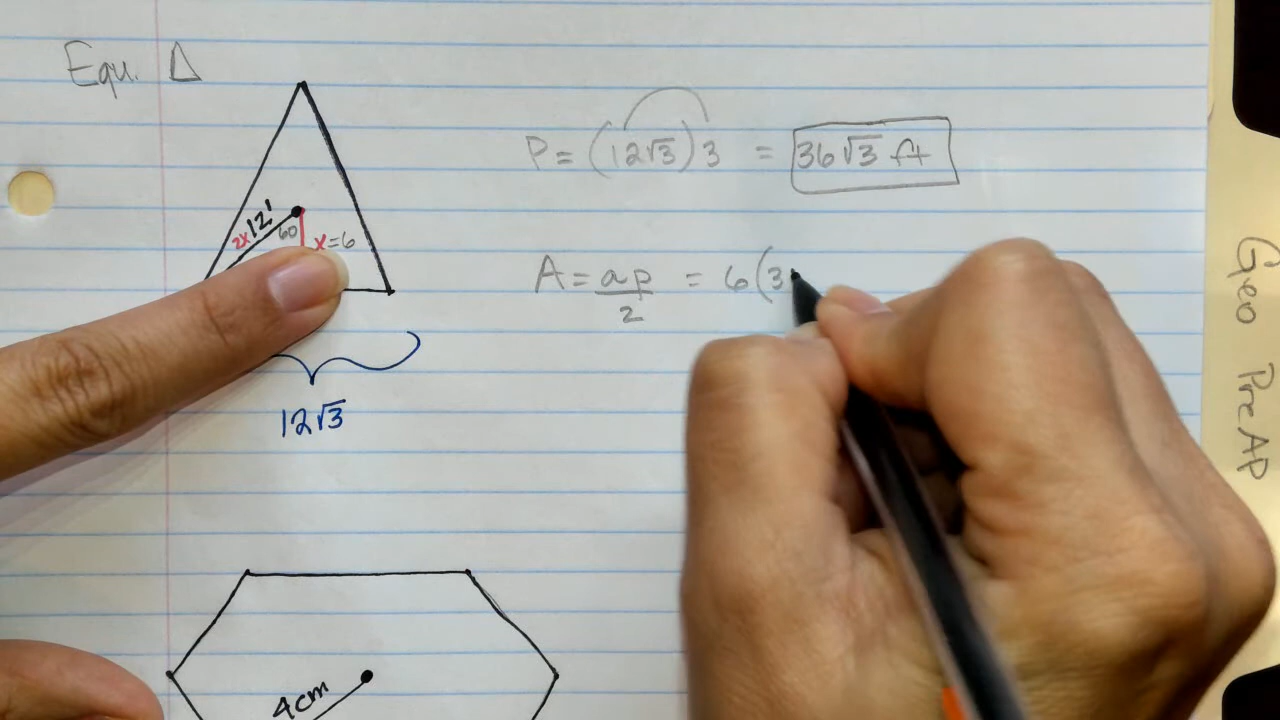 Equ. Δ
P = (12√3)3 = 36√3 ft
12'
2x
60
x=6
A = ap/2 = 6(3
12√3
4cm
Geo PreAP